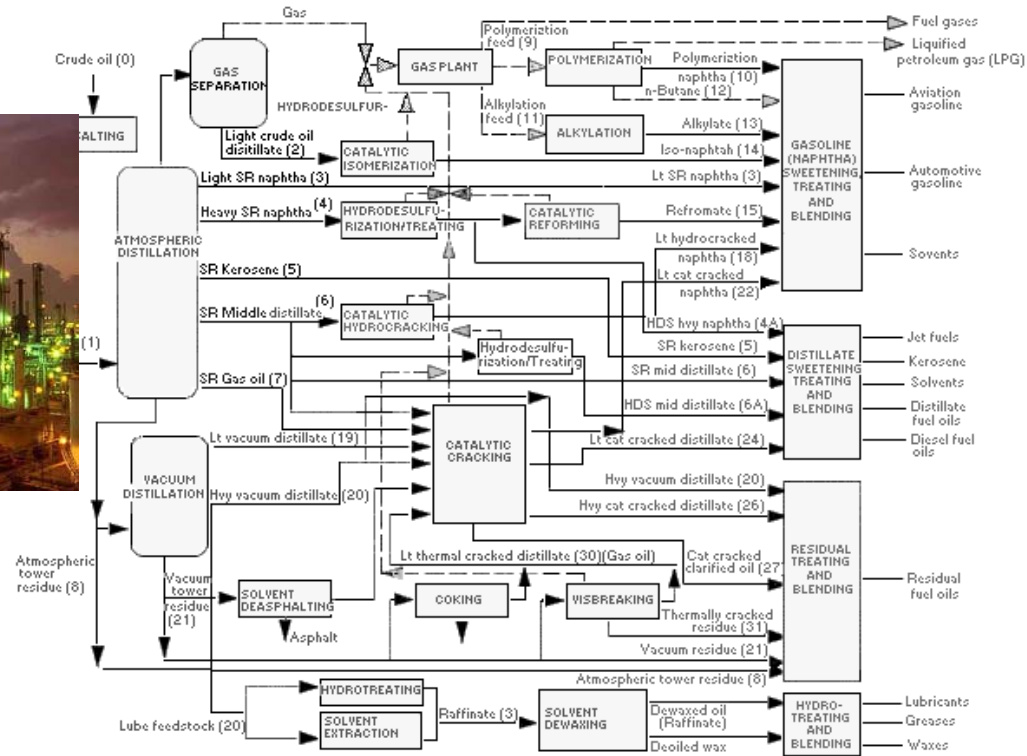 Gas
Fuel gases
Polymeriztion
feed (9)
Liquified
petroleum gas (LPG)
Crude oil (0)
GAS
SEPARATION
GAS PLANT
POLYMERIZATION
Polymeriztion
naphtha (10)
n-Butane (12)
Aviation
gasoline
HYDRODESULFUR-
Alkylation
feed (11)
ALKYLATION
Alkylate (13)
ALTING
Light crude oil
disitillate (2)
CATALYTIC
ISOMERIZATION
Iso-naphtah (14)
GASOLINE
(NAPHTHA)
SWEETENING,
TREATING
AND
BLENDING
Light SR naphtha (3)
Lt SR naphtha (3)
Automotive
gasoline
Heavy SR naphtha (4)
HYDRODESULFU-
RIZATION/TREATING
CATALYTIC
REFORMING
Refromate (15)
ATMOSPHERIC
DISTILLATION
Lt hydrocracked
naphtha (18)
Sovents
SR Kerosene (5)
Lt cat cracked
naphtha (22)
SR Middle distillate (6)
CATALYTIC
HYDROCRACKING
HDS hvy naphtha (4A)
Jet fuels
(1)
Hydrodesulfu-
rization/Treating
SR kerosene (5)
DISTILLATE
SWEETENING
TREATING
AND
BLENDING
Kerosene
SR Gas oil (7)
SR mid distillate (6)
Solvents
HDS mid distillate (6A)
Distillate
fuel oils
Lt vacuum distillate (19)
CATALYTIC
CRACKING
Lt cat cracked distillate (24)
Diesel fuel
oils
VACUUM
DISTILLATION
Hvy vacuum distillate (20)
Hvy vacuum distillate (20)
Hvy cat cracked distillate (26)
Atmospheric
tower
residue (8)
Lt thermal cracked distillate (30)(Gas oil)
Cat cracked
clarified oil (27)
RESIDUAL
TREATING
AND
BLENDING
Residual
fuel oils
Vacuum
tower
residue
(21)
SOLVENT
DEASPHALTING
COKING
VISBREAKING
Thermally cracked
residue (31)
Asphalt
Vacuum residue (21)
Atmospheric tower residue (8)
HYDROTREATING
Lube feedstock (20)
SOLVENT
EXTRACTION
Raffinate (3)
SOLVENT
DEWAXING
Dewaxed oil
(Raffinate)
Deoiled wax
HYDRO-
TREATING
AND
BLENDING
Lubricants
Greases
Waxes